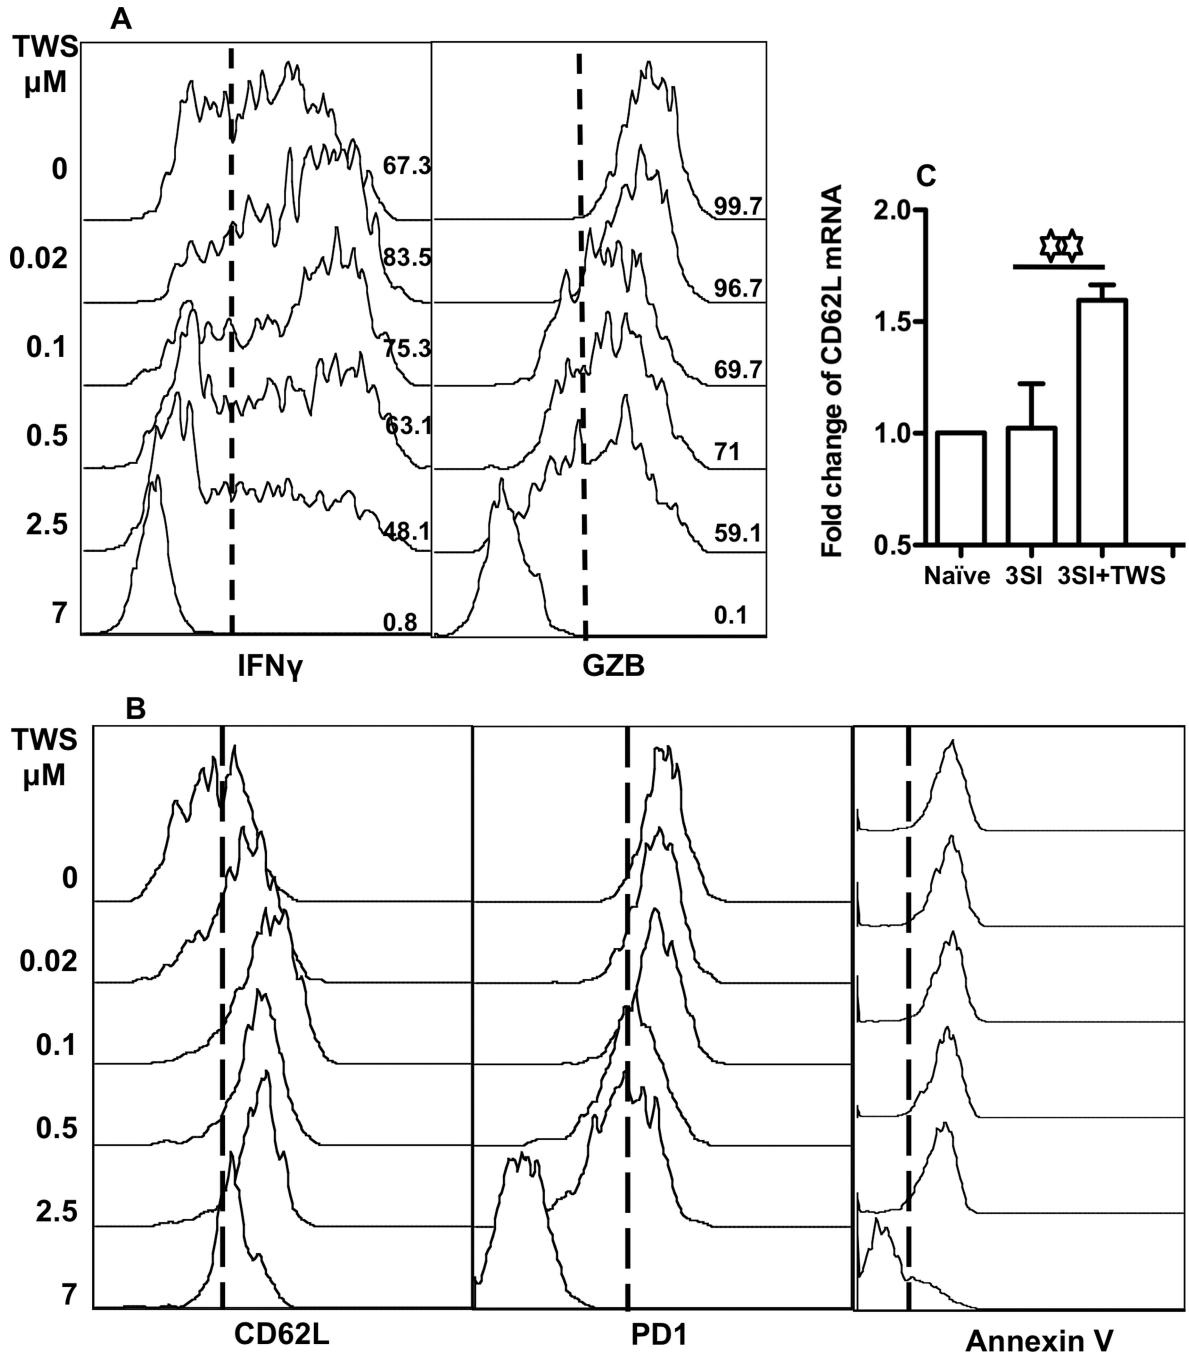 A
TWS
µM
0
0.02
0.1
0.5
2.5
7
67.3
83.5
75.3
63.1
48.1
0.8
IFNγ
99.7
96.7
69.7
71
59.1
0.1
GZB
C
Fold change of CD62L mRNA
2.0
1.5
1.0
0.5
Naïve 3SI 3SI+TWS
B
TWS
µM
0
0.02
0.1
0.5
2.5
7
CD62L
PD1
Annexin V